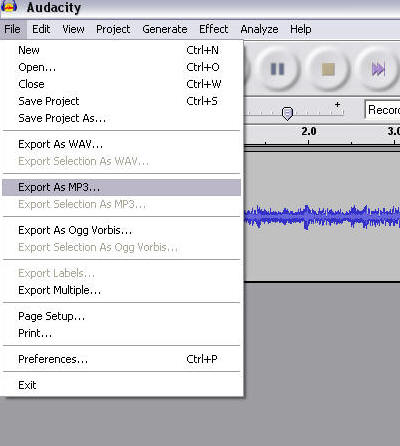 Audacity
File Edit View Project Generate Effect Analyze Help
New Ctrl+N
Open... Ctrl+O
Close Ctrl+W
Save Project Ctrl+S
Save Project As...
Export As WAV...
Export Selection As WAV...
Export As MP3...
Export Selection As MP3...
Export As Ogg Vorbis...
Export Selection As Ogg Vorbis...
Export Labels...
Export Multiple...
Page Setup...
Print...
Preferences... Ctrl+P
Exit
+
Recor
2.0 3.0